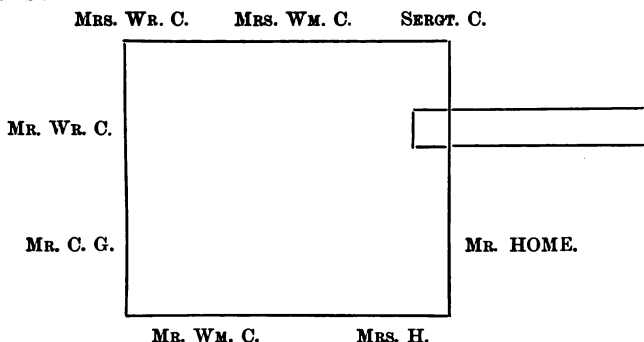 Mrs. Wr. C. Mrs. Wm. C. Sergt. C.
Mr. Wr. C.
Mr. C. G. Mr. HOME.
Mr. Wm. C. Mrs. H.